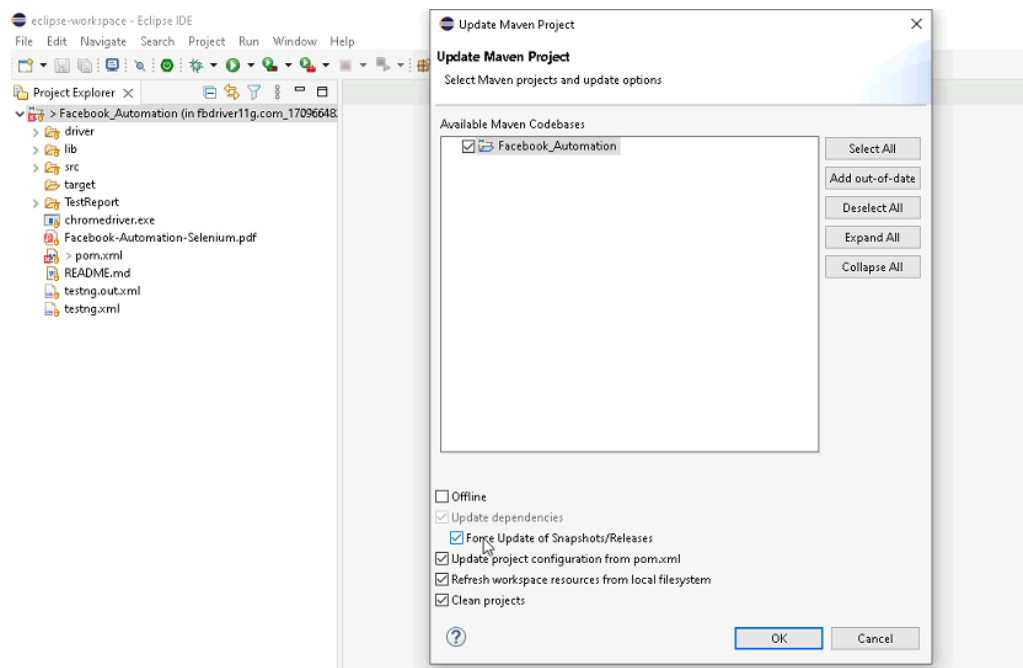 eclipse-workspace - Eclipse IDE
File Edit Navigate Search Project Run Window Help
Project Explorer
> Facebook_Automation (in fbdriver11g.com_17096648
driver
lib
src
target
TestReport
chromedriver.exe
Facebook-Automation-Selenium.pdf
> pom.xml
README.md
testng.out.xml
testng.xml
Update Maven Project
Update Maven Project
Select Maven projects and update options
Available Maven Codebases
Facebook_Automation
Select All
Add out-of-date
Deselect All
Expand All
Collapse All
Offline
Update dependencies
Force Update of Snapshots/Releases
Update project configuration from pom.xml
Refresh workspace resources from local filesystem
Clean projects
OK Cancel